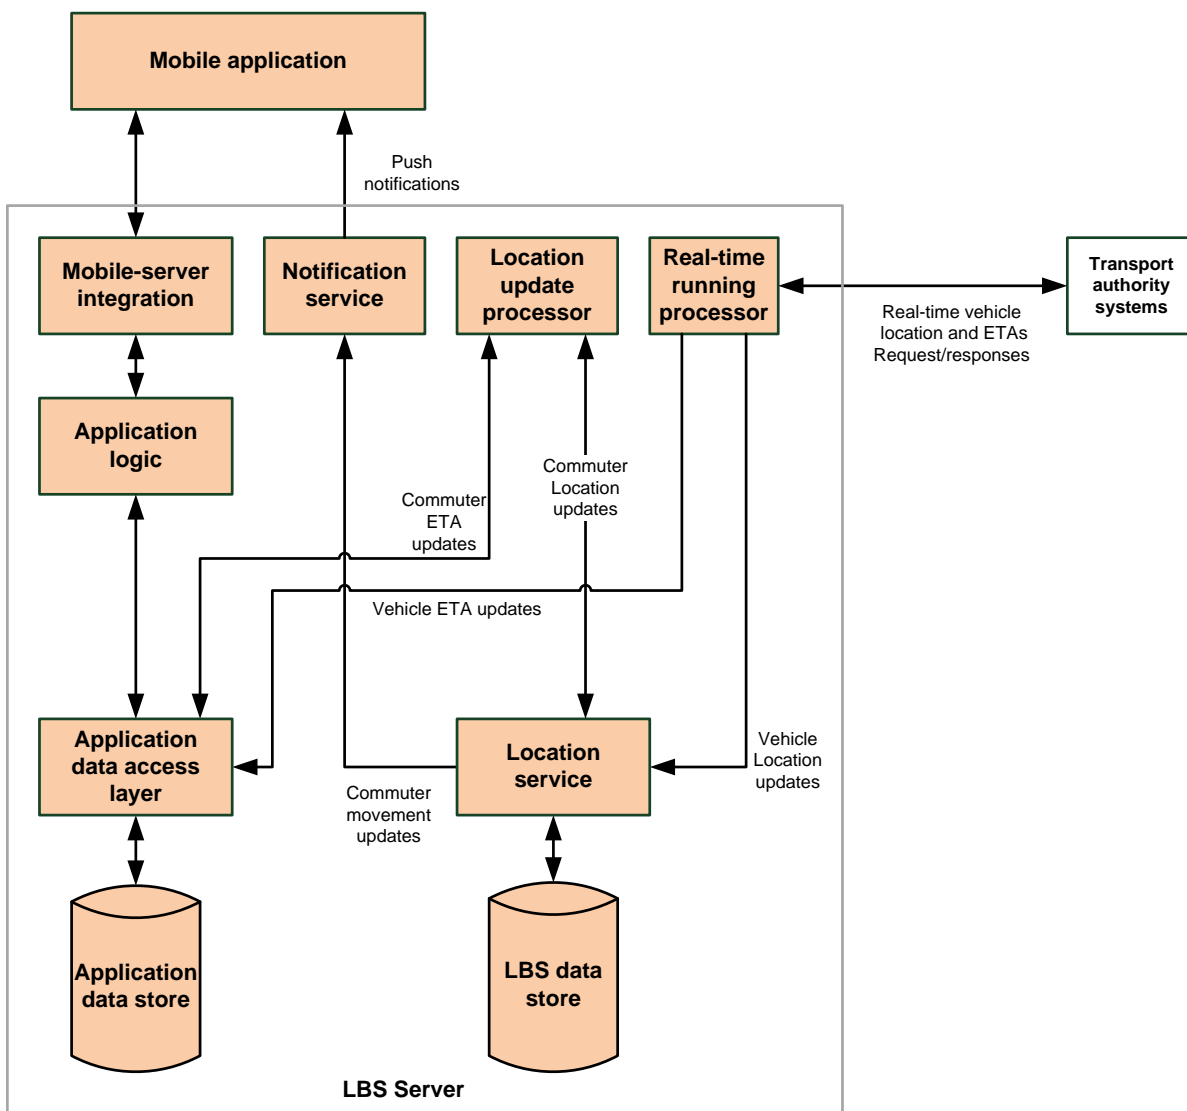 Mobile application
Push
notifications
Mobile-server
integration
Notification
service
Location
update
processor
Real-time
running
processor
Transport
authority
systems
Real-time vehicle
location and ETAs
Request/responses
Application
logic
Commuter
ETA
updates
Commuter
Location
updates
Vehicle ETA updates
Application
data access
layer
Location
service
Vehicle
Location
updates
Commuter
movement
updates
Application
data store
LBS data
store
LBS Server